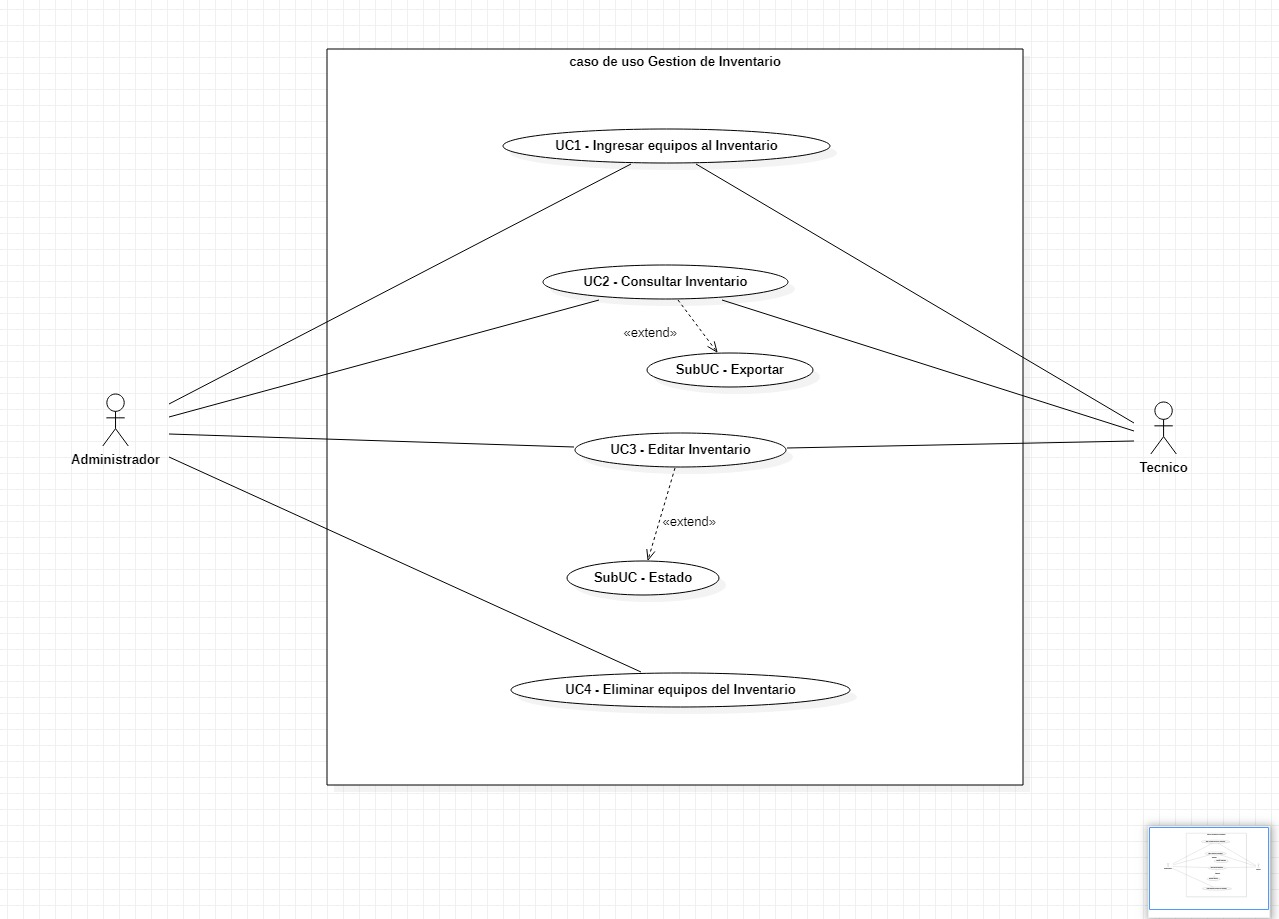 caso de uso Gestion de Inventario
UC1 - Ingresar equipos al Inventario
UC2 - Consultar Inventario
«extend»
SubUC - Exportar
Administrador
UC3 - Editar Inventario
Tecnico
«extend»
SubUC - Estado
UC4 - Eliminar equipos del Inventario